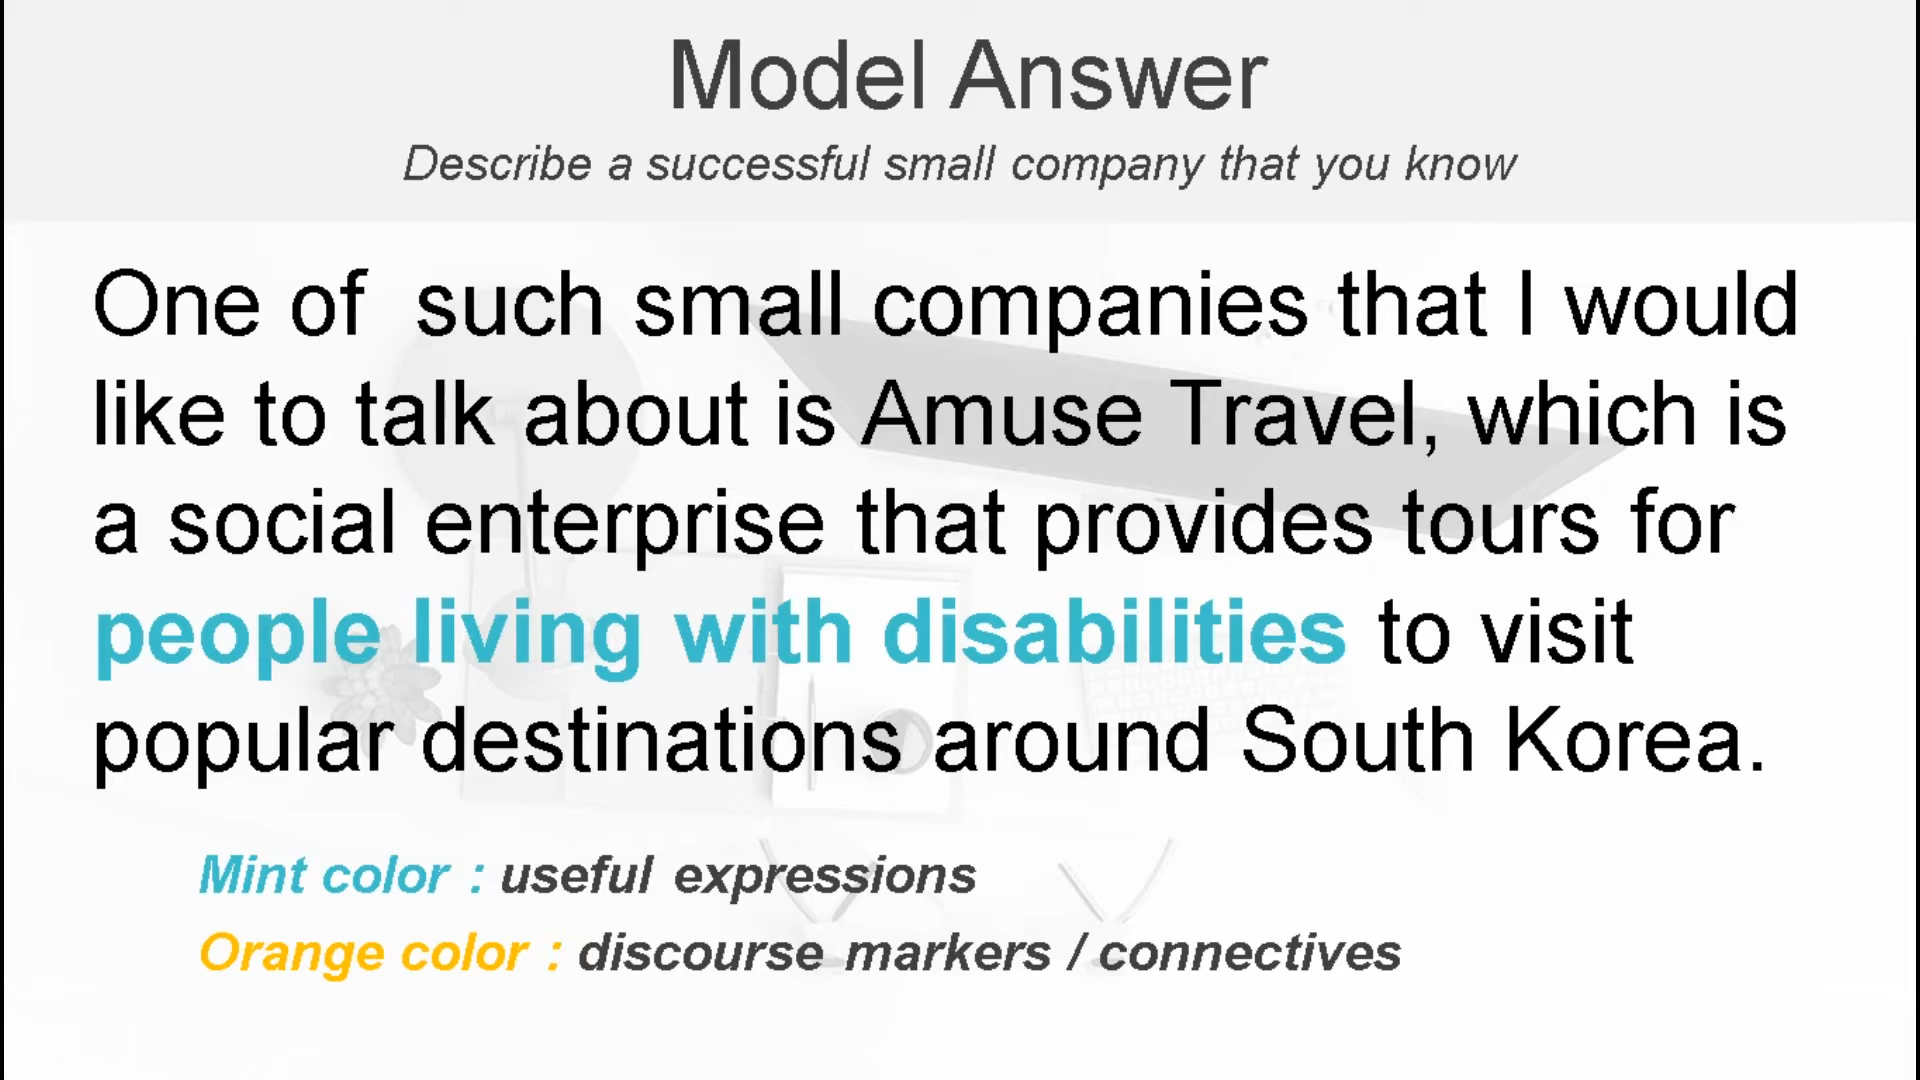 Model Answer
Describe a successful small company that you know
One of such small companies that I would
like to talk about is Amuse Travel, which is
a social enterprise that provides tours for
people living with disabilities to visit
popular destinations around South Korea.
Mint color : useful expressions
Orange color : discourse markers / connectives